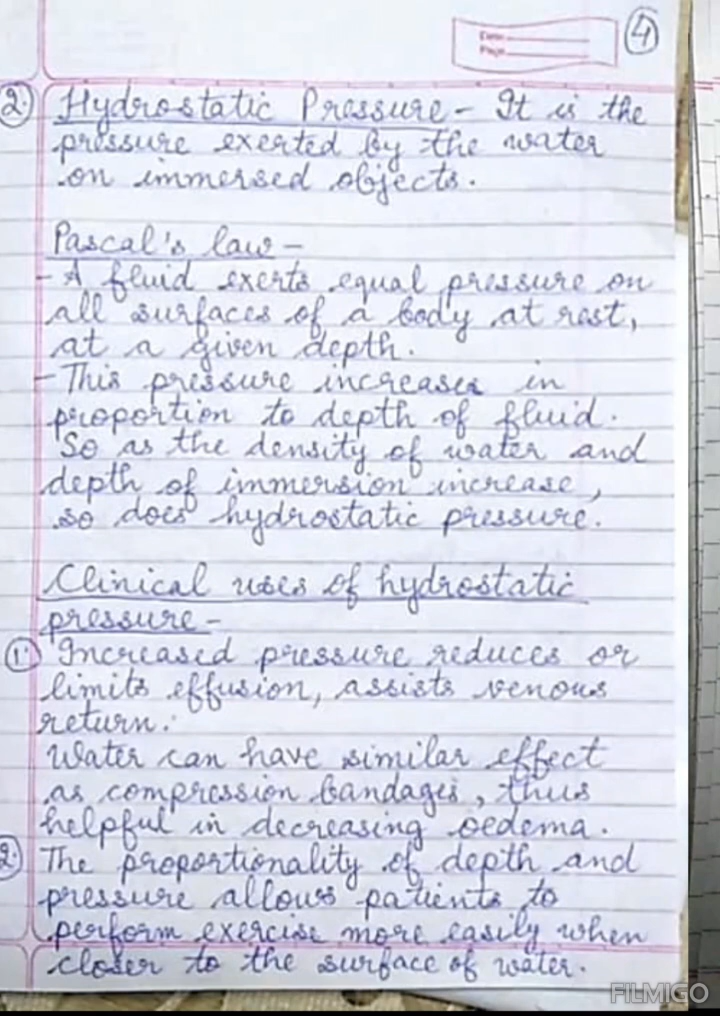 Date
Page
4
2. Hydrostatic Pressure - It is the
pressure exerted by the water
on immersed objects.
Pascal's law -
- A fluid exerts equal pressure on
all surfaces of a body at rest,
at a given depth.
- This pressure increases in
proportion to depth of fluid.
So as the density of water and
depth of immersion increase,
so does hydrostatic pressure.
Clinical uses of hydrostatic
pressure -
1. Increased pressure reduces or
limits effusion, assists venous
return.
Water can have similar effect
as compression bandages, thus
helpful in decreasing oedema.
2. The proportionality of depth and
pressure allows patients to
perform exercise more easily when
closer to the surface of water.
FILMIGO